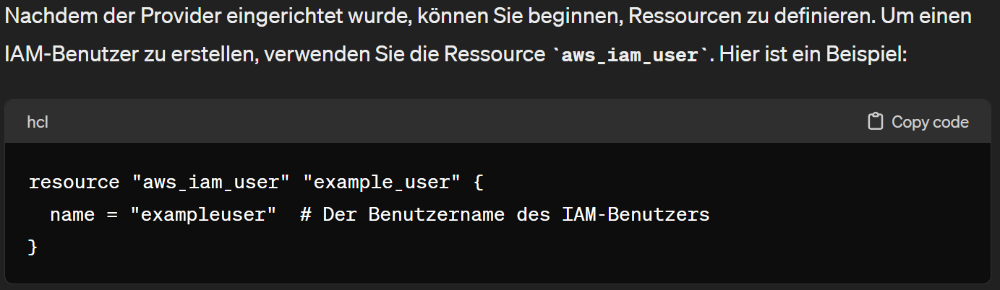 Nachdem der Provider eingerichtet wurde, können Sie beginnen, Ressourcen zu definieren. Um einen
IAM-Benutzer zu erstellen, verwenden Sie die Ressource `aws_iam_user`. Hier ist ein Beispiel:
hcl Copy code
resource "aws_iam_user" "example_user" {
  name = "exampleuser"  # Der Benutzername des IAM-Benutzers
}